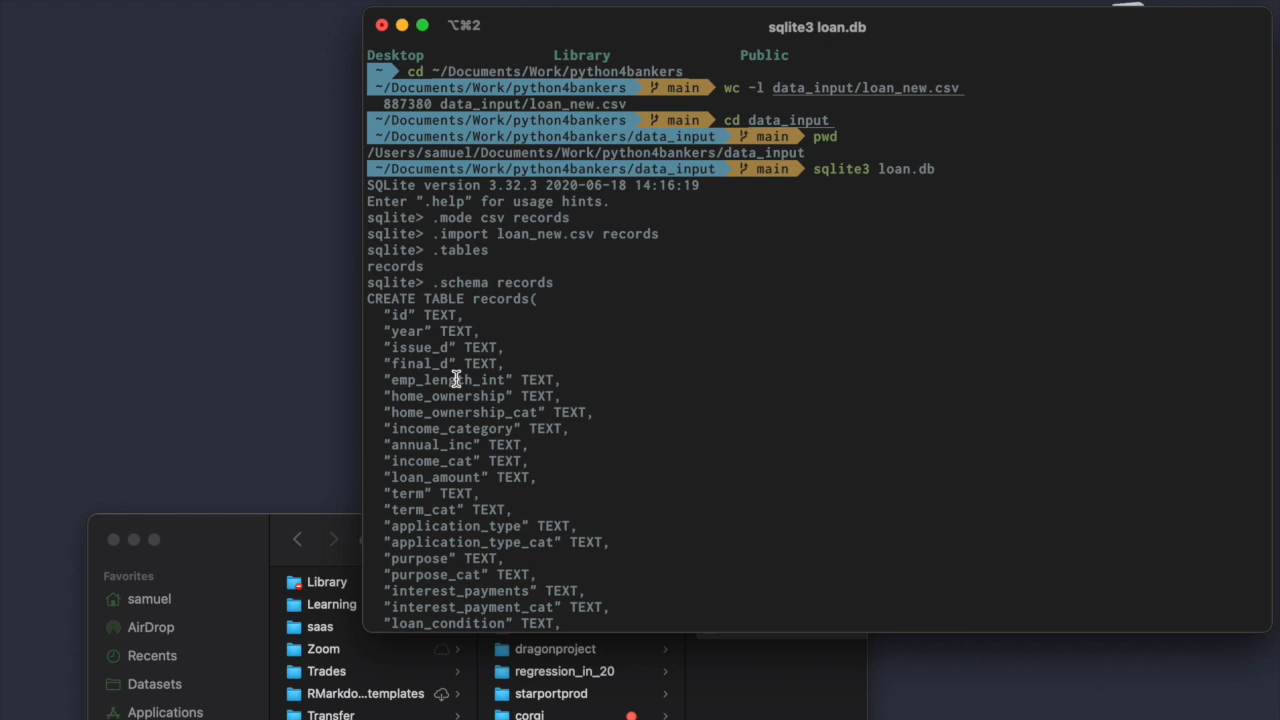 ⌥⌘2
sqlite3 loan.db
Desktop Library Public
~ cd ~/Documents/Work/python4bankers
~/Documents/Work/python4bankers main wc -l data_input/loan_new.csv
887380 data_input/loan_new.csv
~/Documents/Work/python4bankers main cd data_input
~/Documents/Work/python4bankers/data_input main pwd
/Users/samuel/Documents/Work/python4bankers/data_input
~/Documents/Work/python4bankers/data_input main sqlite3 loan.db
SQLite version 3.32.3 2020-06-18 14:16:19
Enter ".help" for usage hints.
sqlite> .mode csv records
sqlite> .import loan_new.csv records
sqlite> .tables
records
sqlite> .schema records
CREATE TABLE records(
"id" TEXT,
"year" TEXT,
"issue_d" TEXT,
"final_d" TEXT,
"emp_length_int" TEXT,
"home_ownership" TEXT,
"home_ownership_cat" TEXT,
"income_category" TEXT,
"annual_inc" TEXT,
"income_cat" TEXT,
"loan_amount" TEXT,
"term" TEXT,
"term_cat" TEXT,
"application_type" TEXT,
"application_type_cat" TEXT,
"purpose" TEXT,
"purpose_cat" TEXT,
"interest_payments" TEXT,
"interest_payment_cat" TEXT,
"loan_condition" TEXT,
Favorites
samuel
AirDrop
Recents
Datasets
Applications
Library
Learning
saas
Zoom
Trades
RMarkdo...templates
Transfer
dragonproject
regression_in_20
starportprod
corgi